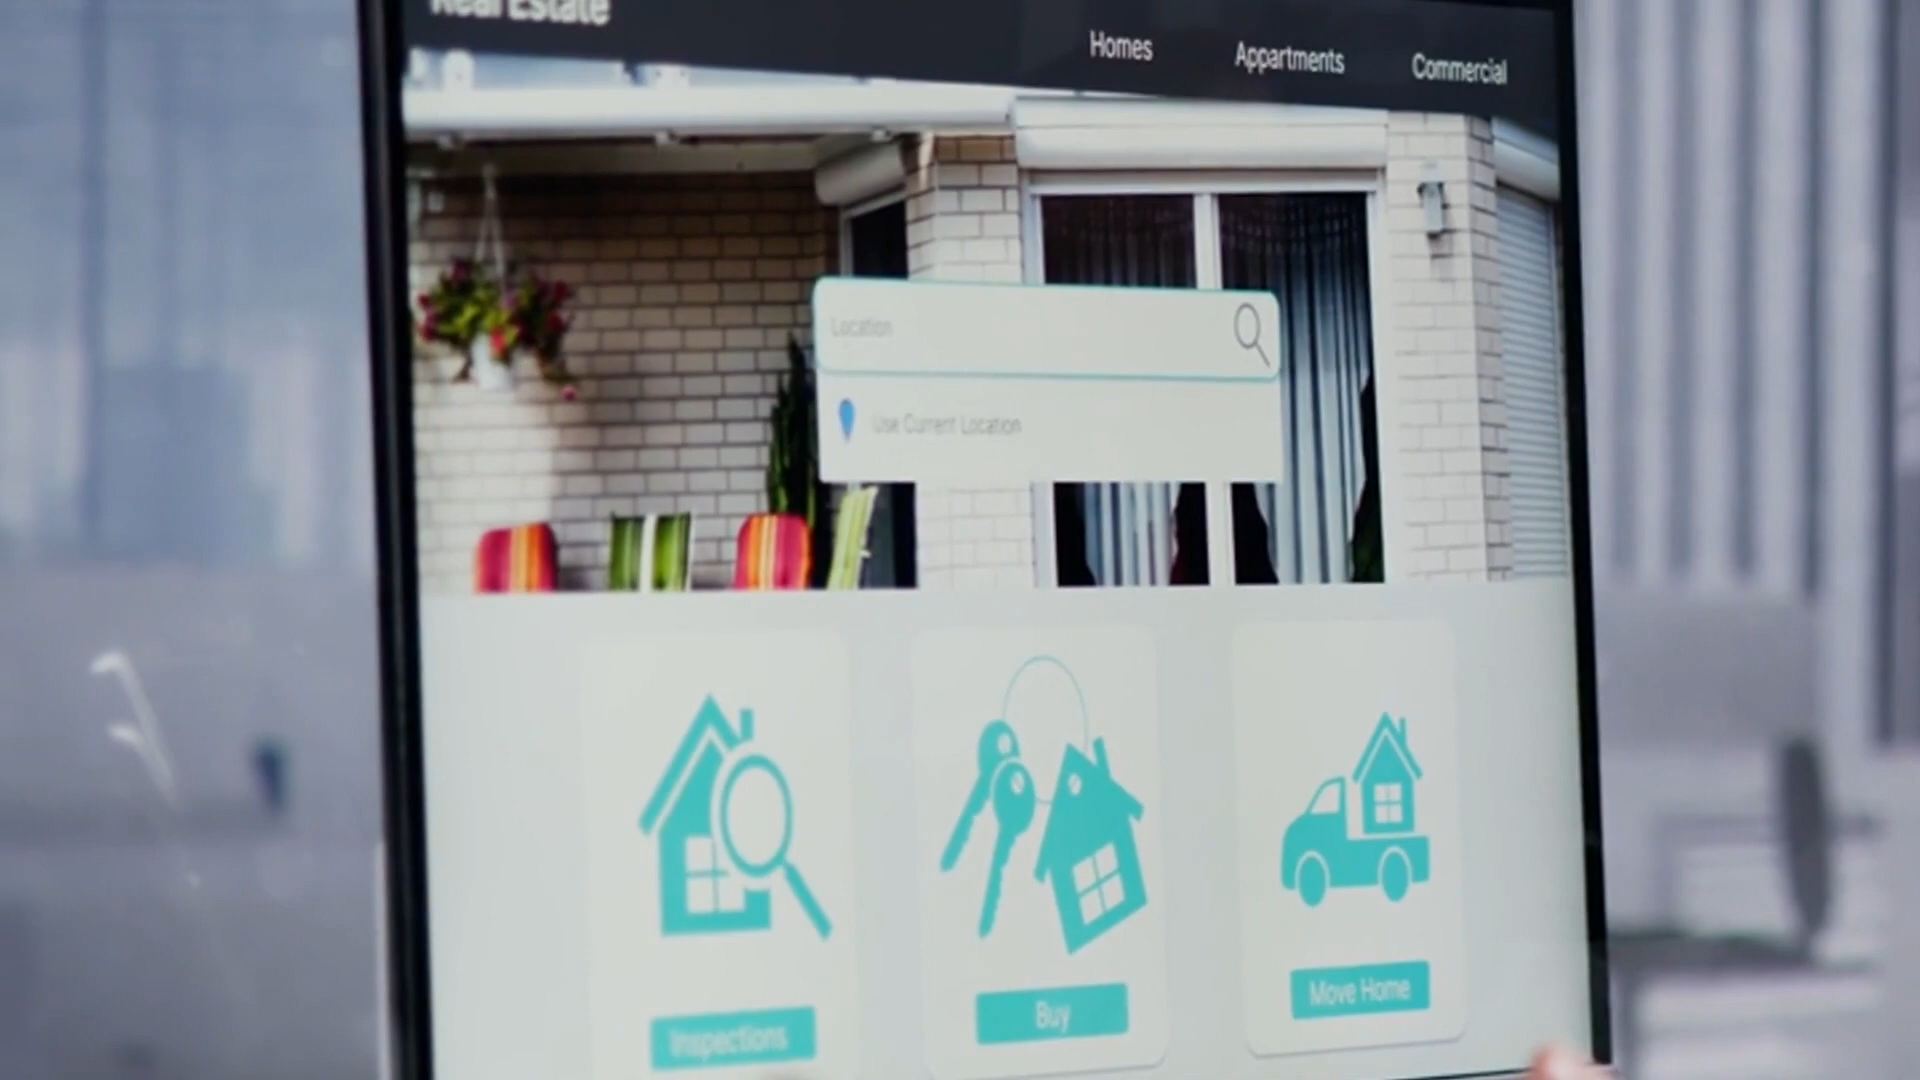 Real Estate
Homes
Appartments
Commercial
Location
Use Current Location
Inspections
Buy
Move Home